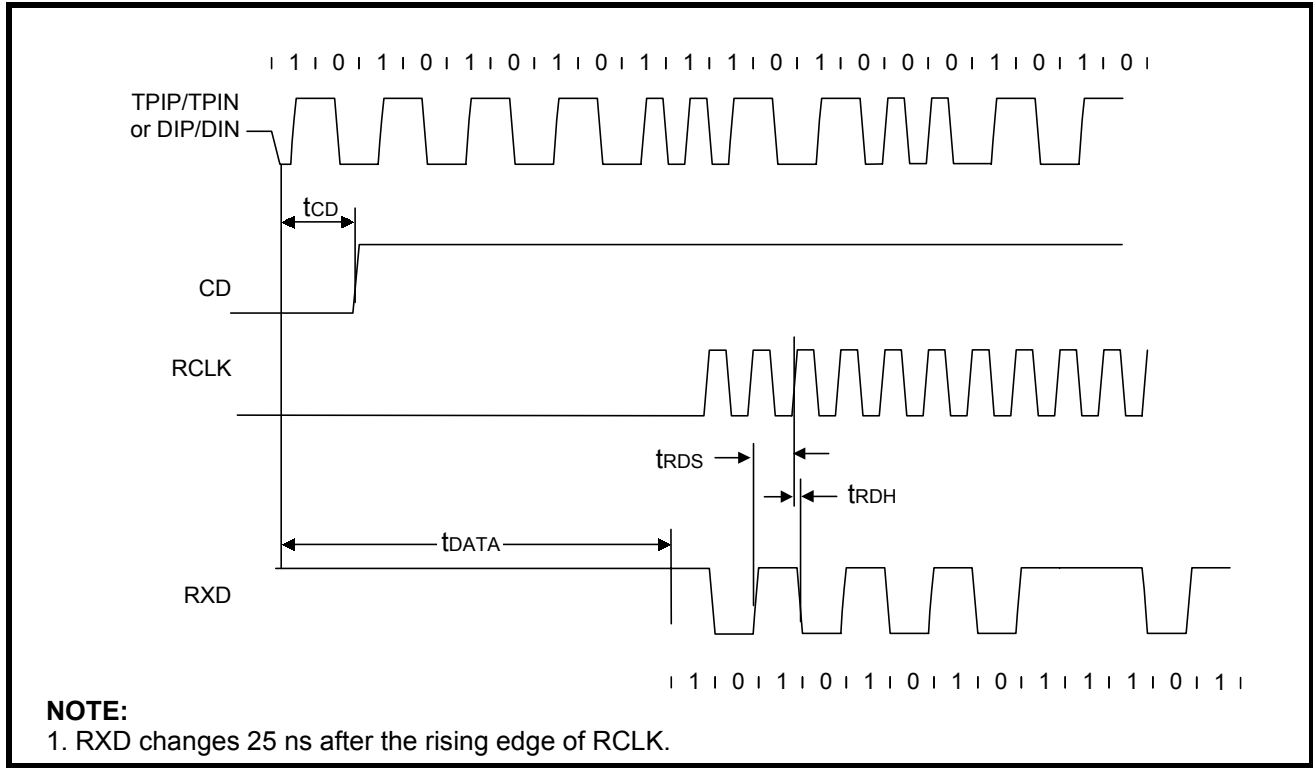 1 0 1 0 1 0 1 0 1 1 1 0 1 0 0 0 1 0 1 0
TPIP/TPIN
or DIP/DIN
tCD
CD
RCLK
tRDS
tRDH
tDATA
RXD
1 0 1 0 1 0 1 0 1 1 1 0 1
NOTE:
1. RXD changes 25 ns after the rising edge of RCLK.